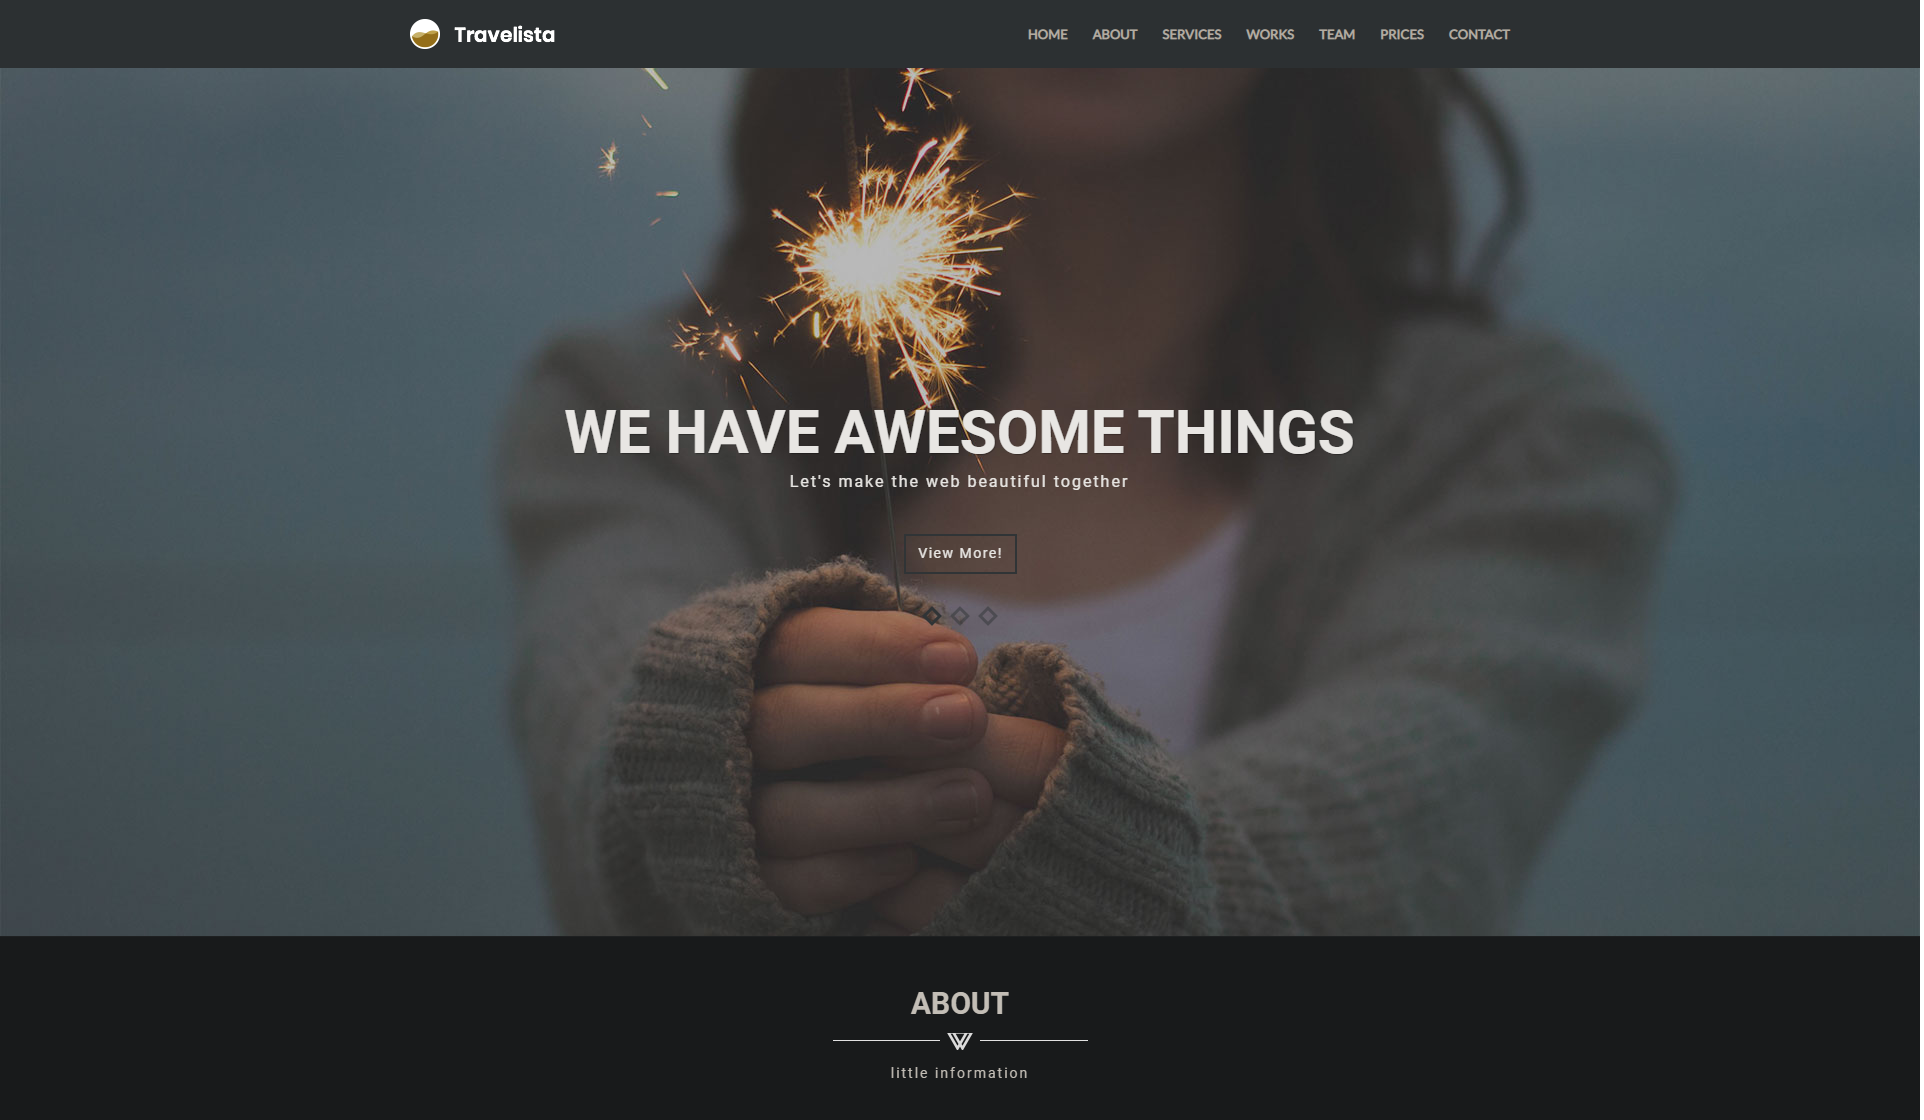 Travelista
HOME ABOUT SERVICES WORKS TEAM PRICES CONTACT
WE HAVE AWESOME THINGS
Let's make the web beautiful together
View More!
ABOUT
little information